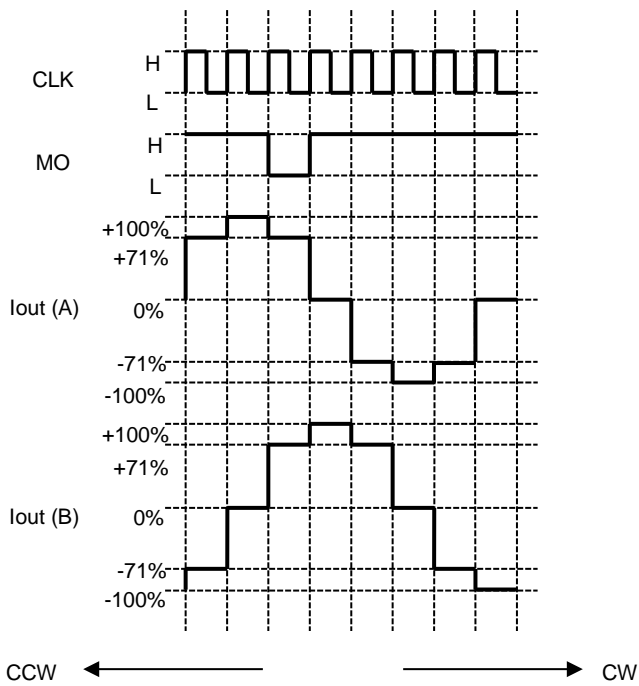 CLK
H
L
MO
H
L
Iout (A)
+100%
+71%
0%
-71%
-100%
Iout (B)
+100%
+71%
0%
-71%
-100%
CCW
CW